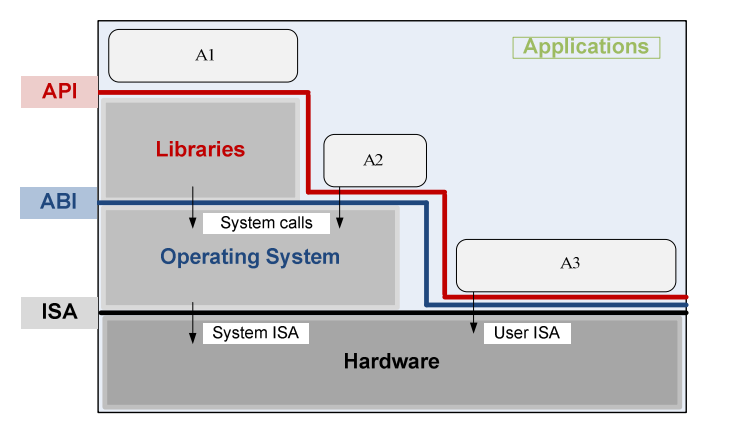 Applications
A1
API
Libraries
A2
ABI
System calls
Operating System
A3
ISA
System ISA
User ISA
Hardware